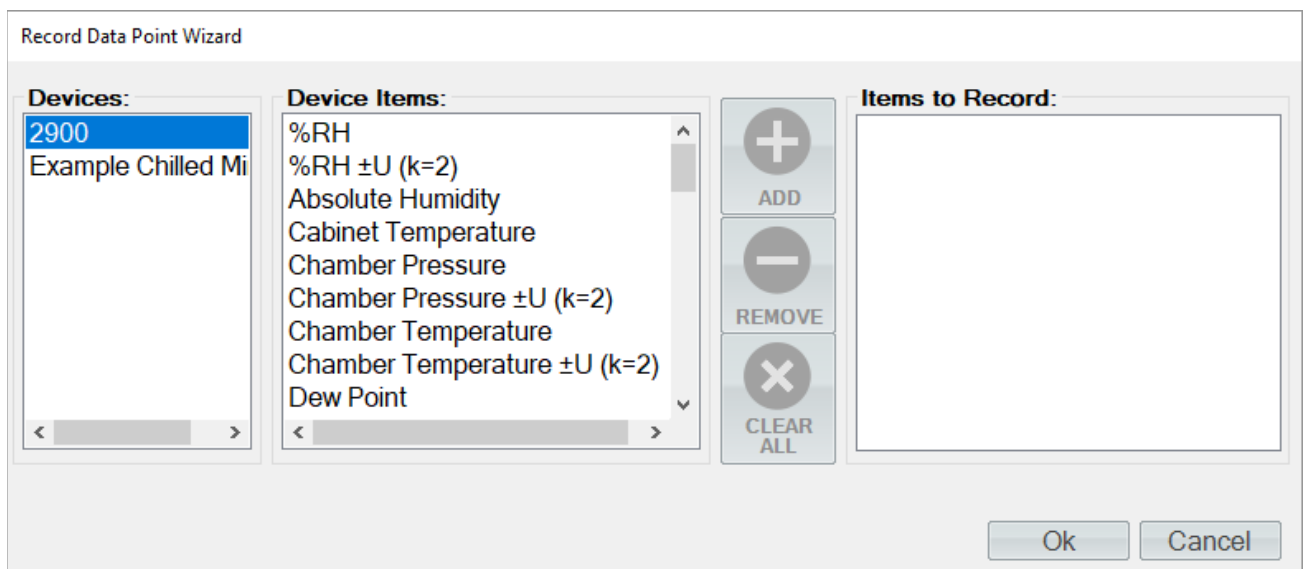 Record Data Point Wizard
Devices:
2900
Example Chilled Mi
Device Items:
%RH
%RH ±U (k=2)
Absolute Humidity
Cabinet Temperature
Chamber Pressure
Chamber Pressure ±U (k=2)
Chamber Temperature
Chamber Temperature ±U (k=2)
Dew Point
ADD
REMOVE
CLEAR
ALL
Items to Record:
Ok
Cancel